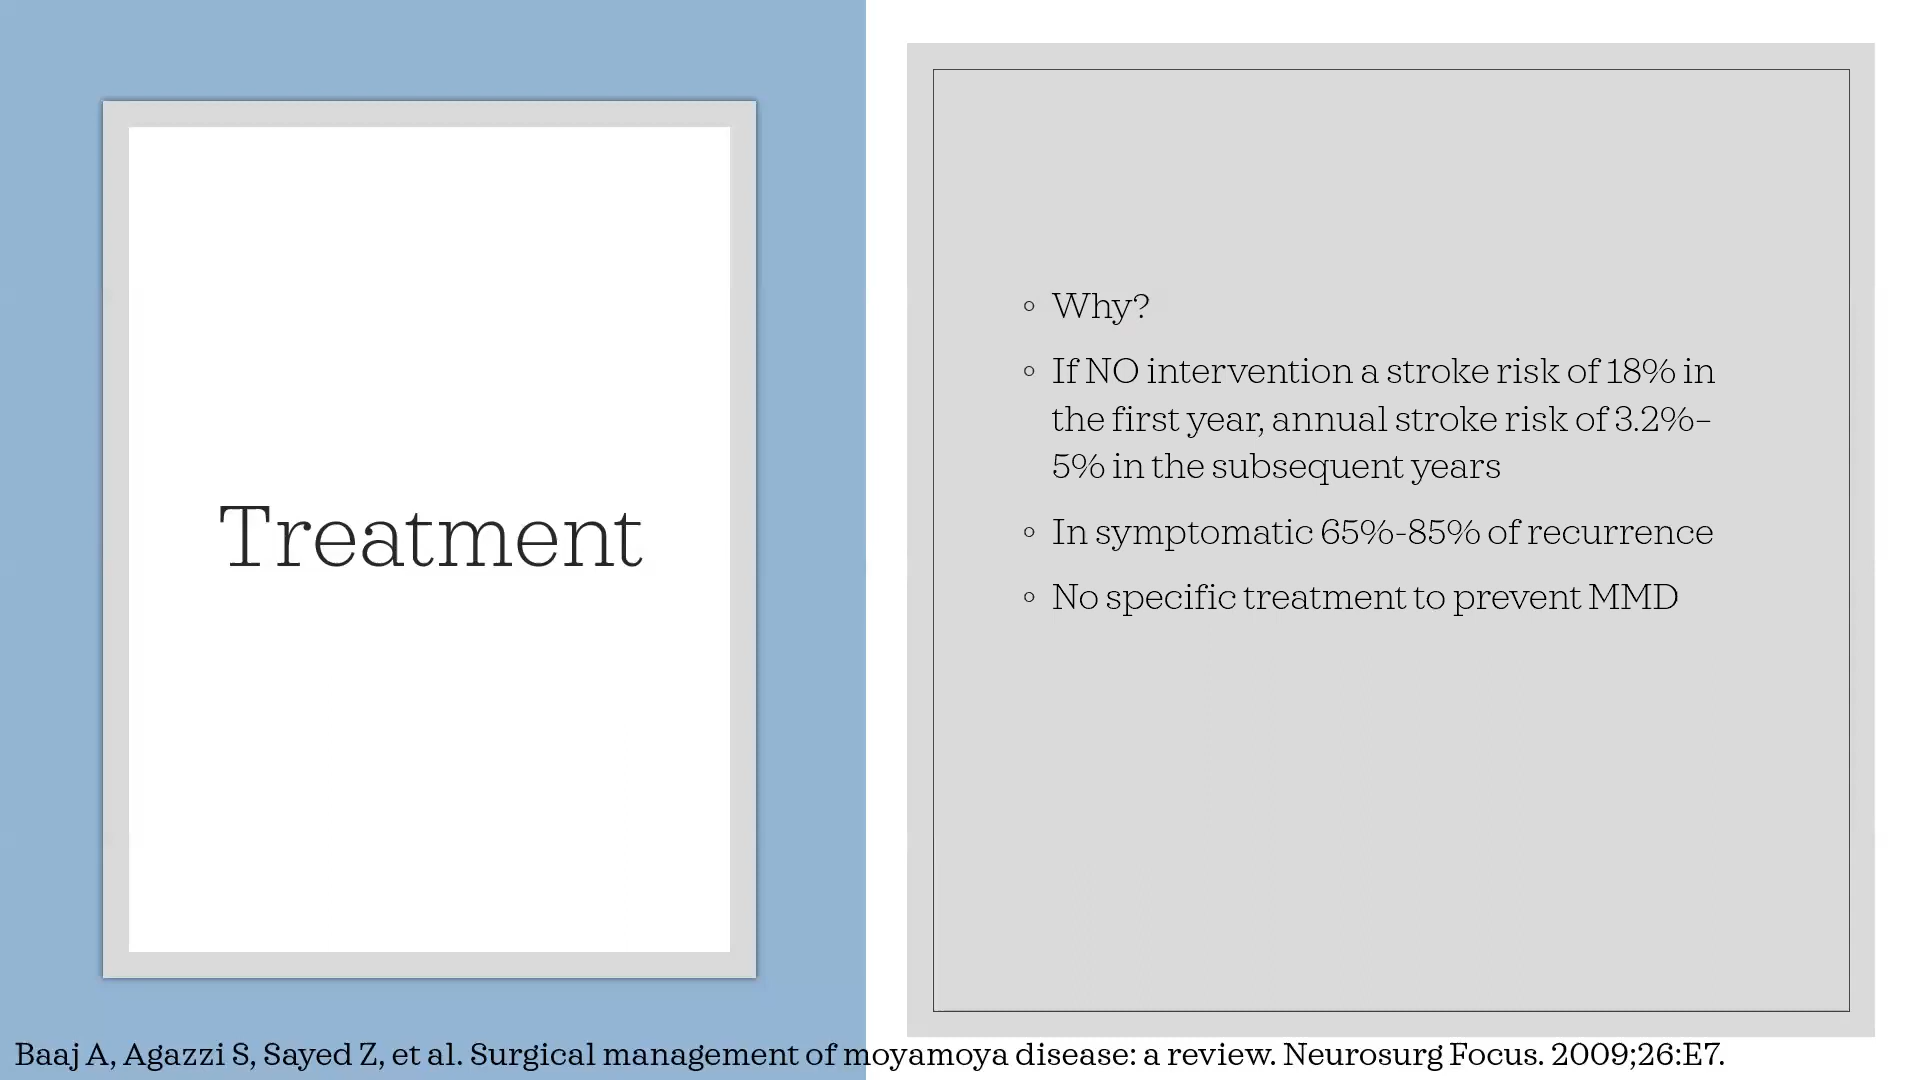 Treatment
Why?
If NO intervention a stroke risk of 18% in
the first year, annual stroke risk of 3.2%–
5% in the subsequent years
In symptomatic 65%-85% of recurrence
No specific treatment to prevent MMD
Baaj A, Agazzi S, Sayed Z, et al. Surgical management of moyamoya disease: a review. Neurosurg Focus. 2009;26:E7.